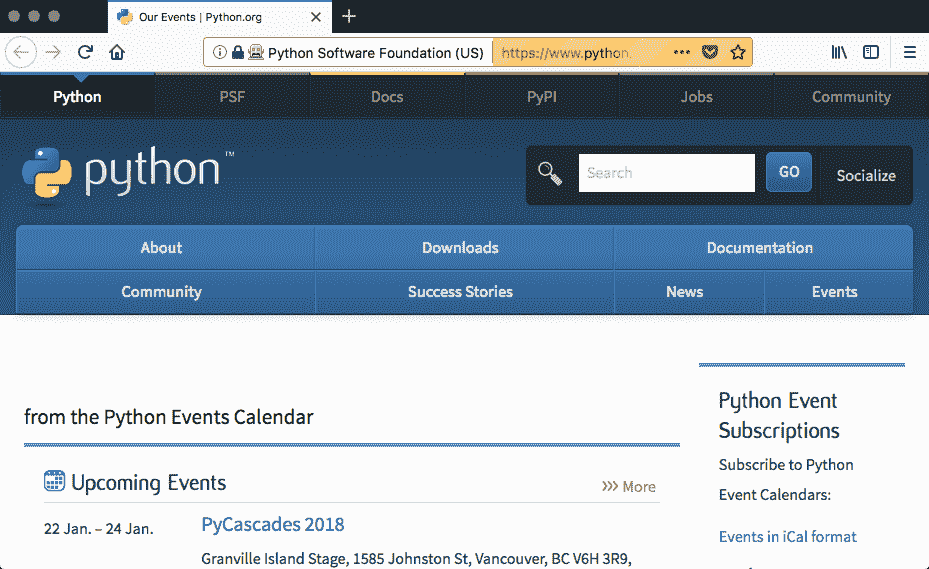 Our Events | Python.org
Python Software Foundation (US) https://www.python.
Python PSF Docs PyPI Jobs Community
python™
Search GO Socialize
About Downloads Documentation
Community Success Stories News Events
from the Python Events Calendar
Python Event
Subscriptions
Subscribe to Python
Event Calendars:
Events in iCal format
Upcoming Events
More
22 Jan. – 24 Jan. PyCascades 2018
Granville Island Stage, 1585 Johnston St, Vancouver, BC V6H 3R9,